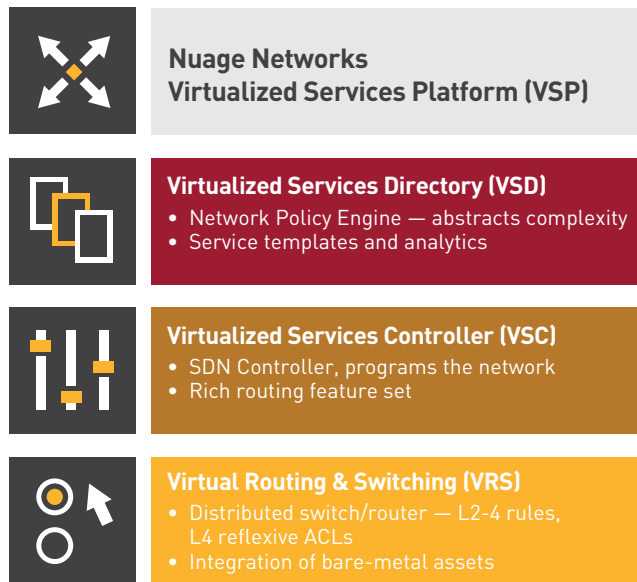 Nuage Networks
Virtualized Services Platform (VSP)
Virtualized Services Directory (VSD)
• Network Policy Engine — abstracts complexity
• Service templates and analytics
Virtualized Services Controller (VSC)
• SDN Controller, programs the network
• Rich routing feature set
Virtual Routing & Switching (VRS)
• Distributed switch/router — L2-4 rules,
L4 reflexive ACLs
• Integration of bare-metal assets